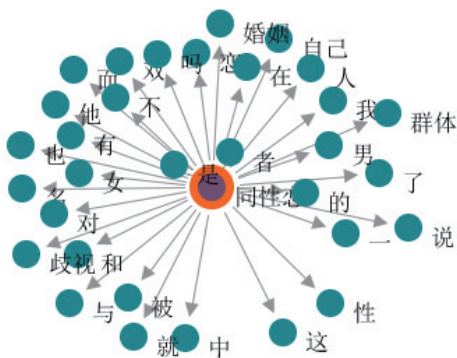 婚姻
自己
而
双
吗
恋
在
人
他
不
我
群体
也
有
者
男
名
女
是
同性恋
的
了
对
一
说
歧视
和
与
被
性
就
中
这